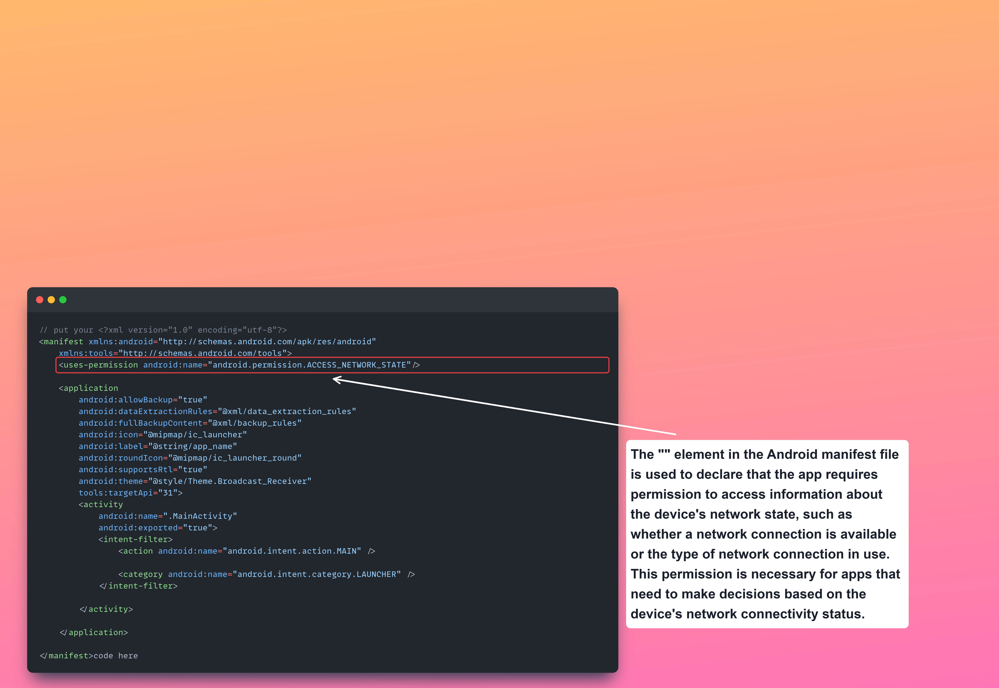 // put your <?xml version="1.0" encoding="utf-8"?>
<manifest xmlns:android="http://schemas.android.com/apk/res/android"
    xmlns:tools="http://schemas.android.com/tools">
    <uses-permission android:name="android.permission.ACCESS_NETWORK_STATE"/>
    <application
        android:allowBackup="true"
        android:dataExtractionRules="@xml/data_extraction_rules"
        android:fullBackupContent="@xml/backup_rules"
        android:icon="@mipmap/ic_launcher"
        android:label="@string/app_name"
        android:roundIcon="@mipmap/ic_launcher_round"
        android:supportsRtl="true"
        android:theme="@style/Theme.Broadcast_Receiver"
        tools:targetApi="31">
        <activity
            android:name=".MainActivity"
            android:exported="true">
            <intent-filter>
                <action android:name="android.intent.action.MAIN" />
                <category android:name="android.intent.category.LAUNCHER" />
            </intent-filter>
        </activity>
    </application>
</manifest>code here
The "" element in the Android manifest file
is used to declare that the app requires
permission to access information about
the device's network state, such as
whether a network connection is available
or the type of network connection in use.
This permission is necessary for apps that
need to make decisions based on the
device's network connectivity status.